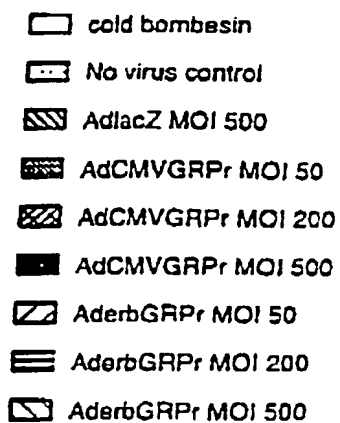 cold bombesin
No virus control
AdlacZ MOI 500
AdCMVGRPr MOI 50
AdCMVGRPr MOI 200
AdCMVGRPr MOI 500
AderbGRPr MOI 50
AderbGRPr MOI 200
AderbGRPr MOI 500